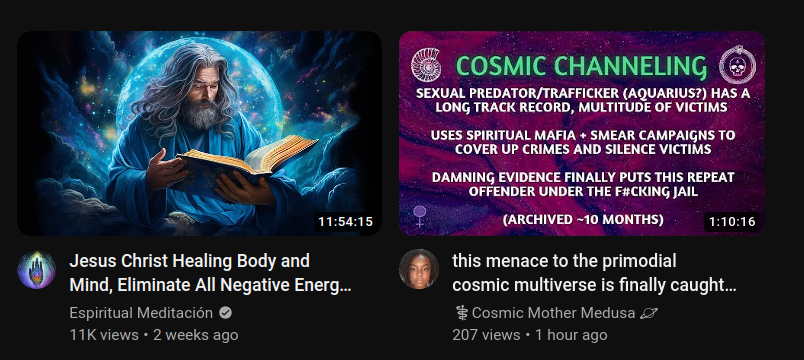 11:54:15
Jesus Christ Healing Body and
Mind, Eliminate All Negative Energ...
Espiritual Meditación
11K views • 2 weeks ago
COSMIC CHANNELING
SEXUAL PREDATOR/TRAFFICKER (AQUARIUS?) HAS A
LONG TRACK RECORD, MULTITUDE OF VICTIMS
USES SPIRITUAL MAFIA + SMEAR CAMPAIGNS TO
COVER UP CRIMES AND SILENCE VICTIMS
DAMNING EVIDENCE FINALLY PUTS THIS REPEAT
OFFENDER UNDER THE F#CKING JAIL
(ARCHIVED ~10 MONTHS)
1:10:16
this menace to the primodial
cosmic multiverse is finally caught...
⚕Cosmic Mother Medusa 🪐
207 views • 1 hour ago